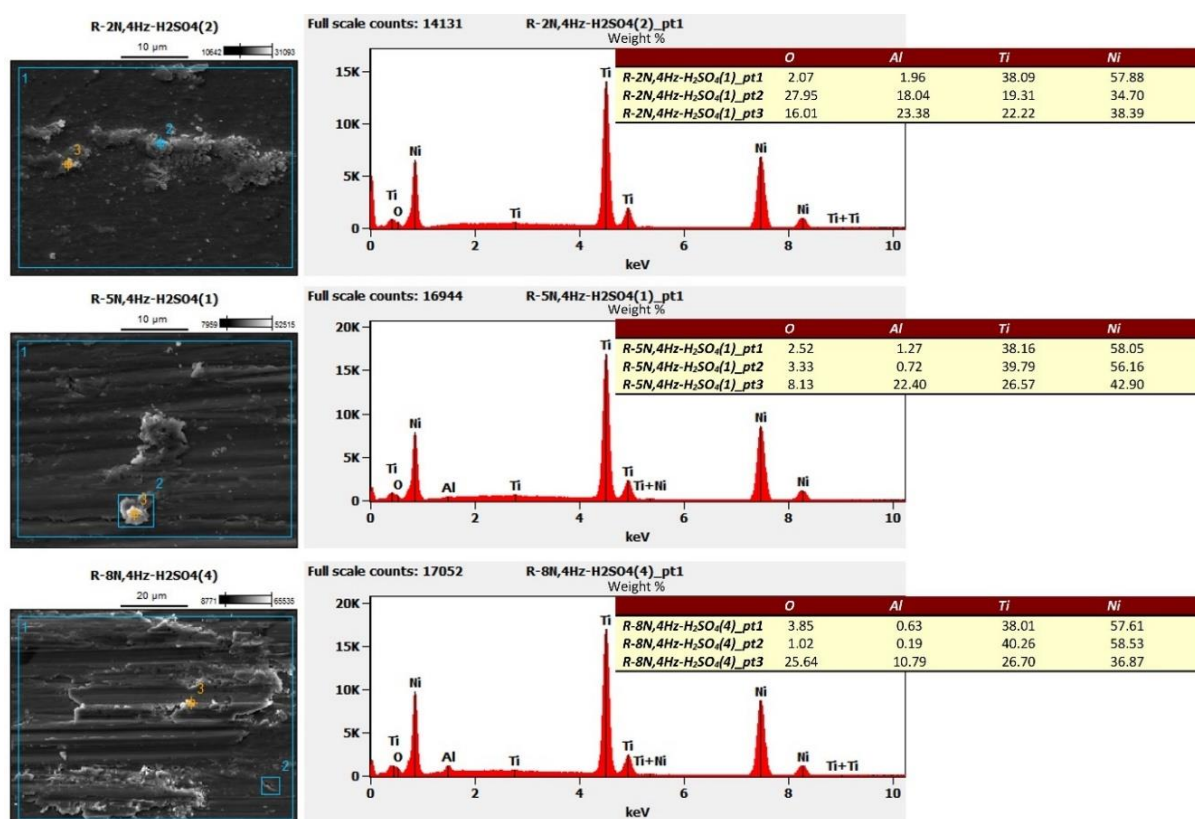 R-2N,4Hz-H2SO4(2)
10 µm
10642
31093
1
2
3
Full scale counts: 14131
R-2N,4Hz-H2SO4(2)_pt1
Weight %
O Al Ti Ni
R-2N,4Hz-H₂SO₄(1)_pt1 2.07 1.96 38.09 57.88
R-2N,4Hz-H₂SO₄(1)_pt2 27.95 18.04 19.31 34.70
R-2N,4Hz-H₂SO₄(1)_pt3 16.01 23.38 22.22 38.39
15K
10K
5K
0
Ti
O
Ni
Ti
Ti
Ti
Ni
Ni
Ti+Ti
0 2 4 6 8 10
keV
R-5N,4Hz-H2SO4(1)
10 µm
7959
52515
1
2
3
Full scale counts: 16944
R-5N,4Hz-H2SO4(1)_pt1
Weight %
O Al Ti Ni
R-5N,4Hz-H₂SO₄(1)_pt1 2.52 1.27 38.16 58.05
R-5N,4Hz-H₂SO₄(1)_pt2 3.33 0.72 39.79 56.16
R-5N,4Hz-H₂SO₄(1)_pt3 8.13 22.40 26.57 42.90
20K
15K
10K
5K
0
Ti
O
Ni
Al
Ti
Ti
Ti
Ti+Ni
Ni
Ni
0 2 4 6 8 10
keV
R-8N,4Hz-H2SO4(4)
20 µm
8771
65535
1
3
2
Full scale counts: 17052
R-8N,4Hz-H2SO4(4)_pt1
Weight %
O Al Ti Ni
R-8N,4Hz-H₂SO₄(4)_pt1 3.85 0.63 38.01 57.61
R-8N,4Hz-H₂SO₄(4)_pt2 1.02 0.19 40.26 58.53
R-8N,4Hz-H₂SO₄(4)_pt3 25.64 10.79 26.70 36.87
20K
15K
10K
5K
0
Ti
O
Ni
Al
Ti
Ti
Ti
Ti+Ni
Ni
Ni
Ti+Ti
0 2 4 6 8 10
keV